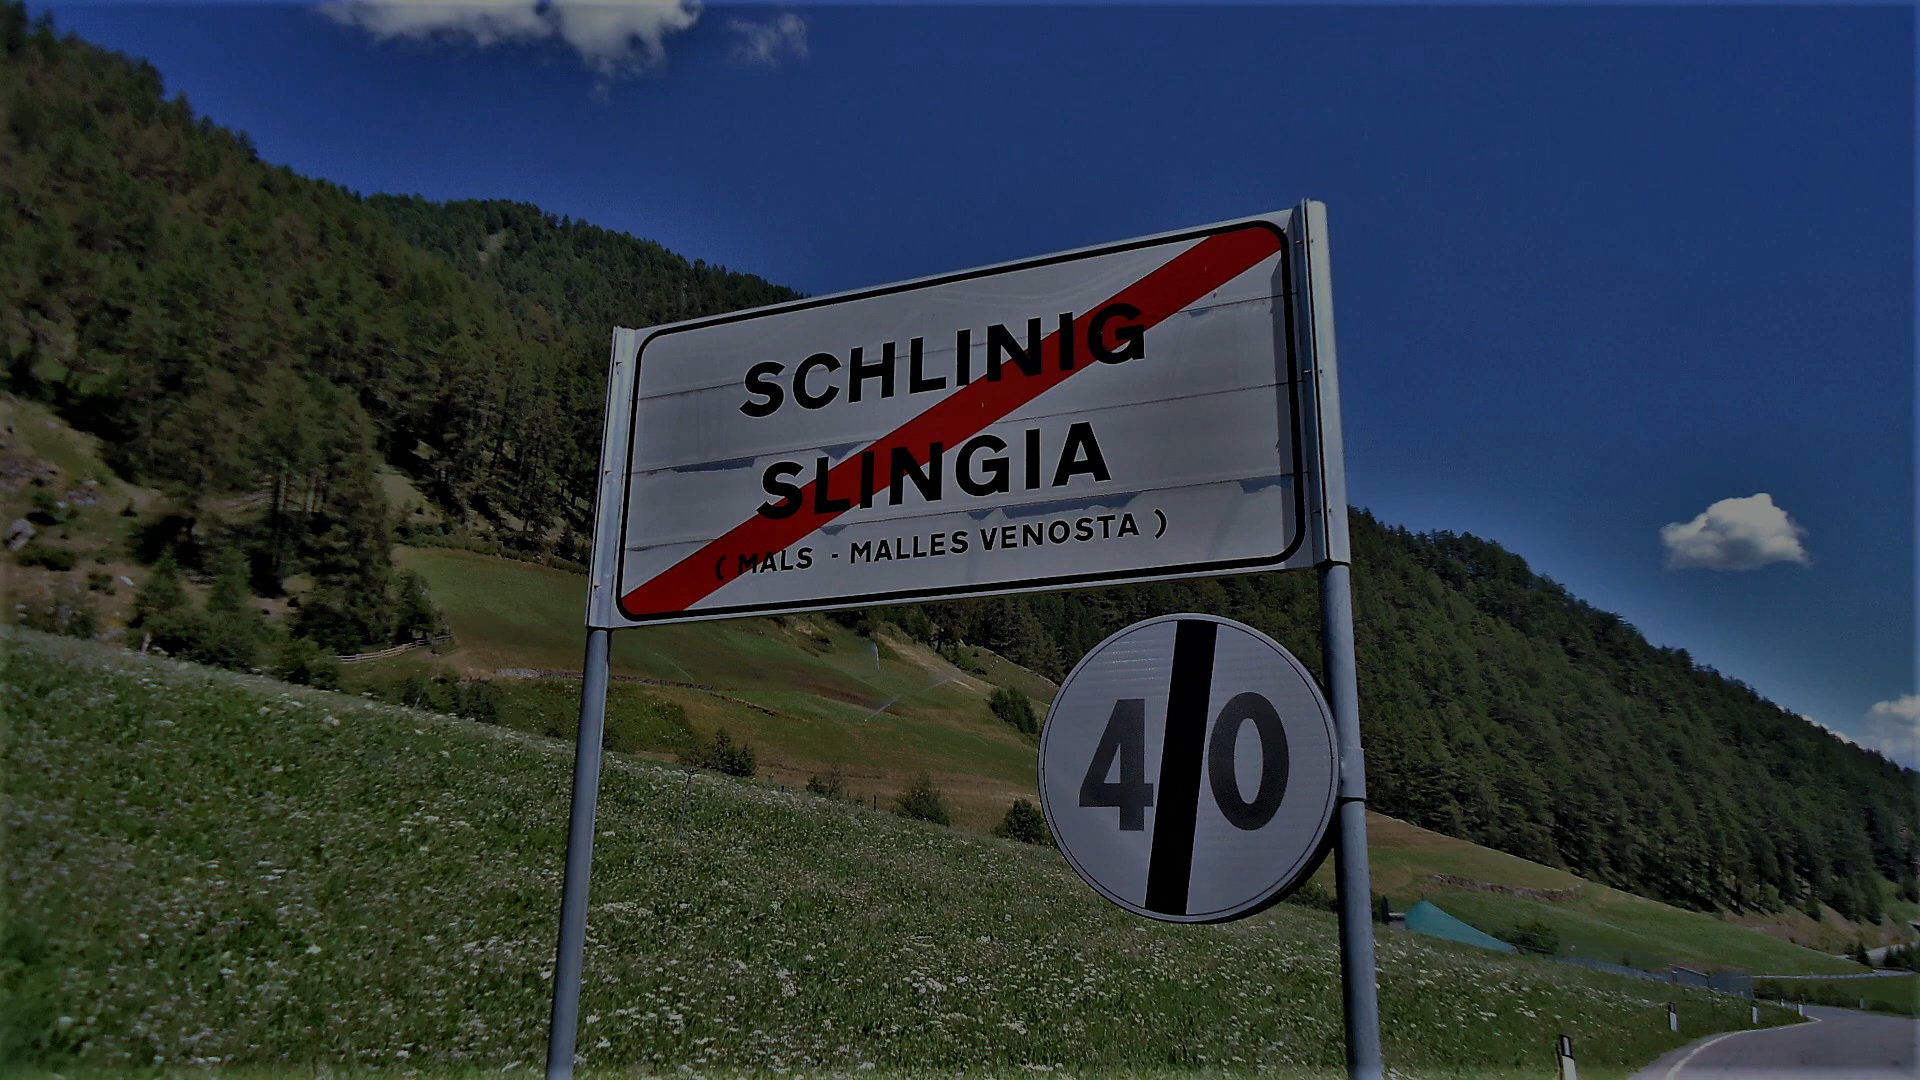 SCHLINIG
SLINGIA
( MALS - MALLES VENOSTA )
40